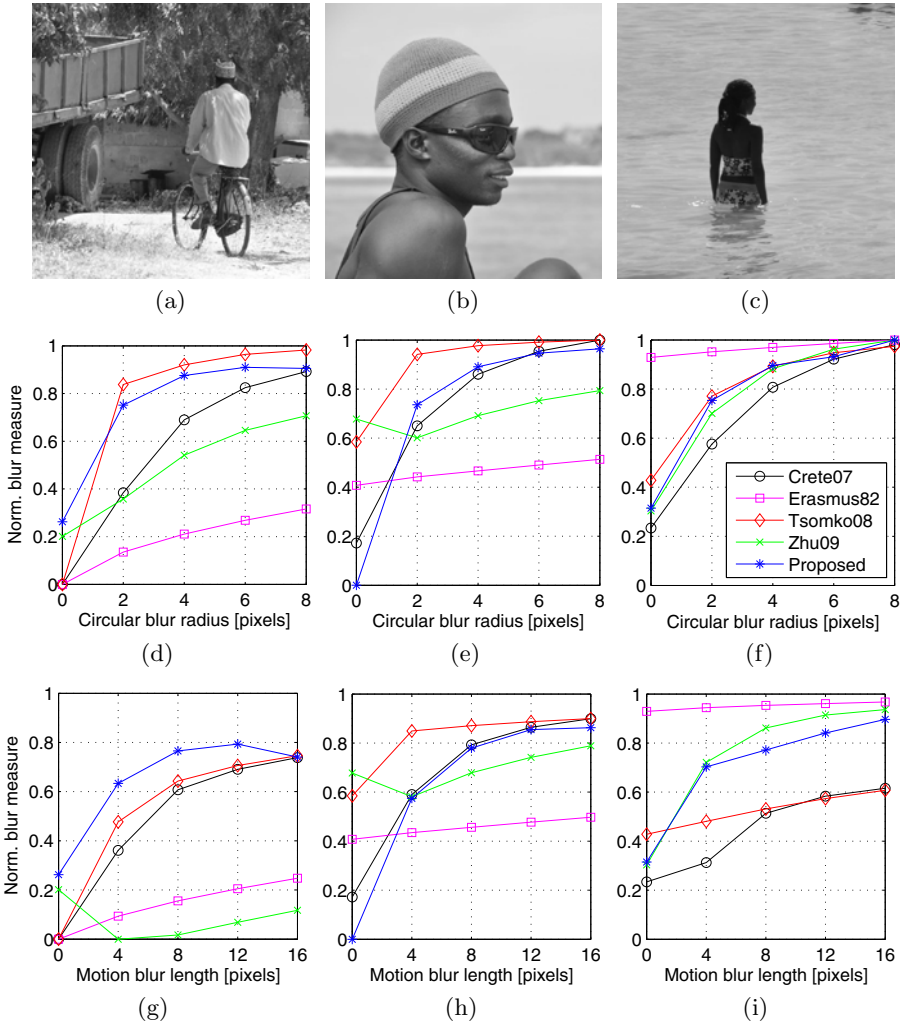 (a) (b) (c)
1
0.8
0.6
0.4
0.2
0
Norm. blur measure
0 2 4 6 8
Circular blur radius [pixels]
(d)
1
0.8
0.6
0.4
0.2
0
0 2 4 6 8
Circular blur radius [pixels]
(e)
1
0.8
0.6
0.4
0.2
0
Crete07
Erasmus82
Tsomko08
Zhu09
Proposed
0 2 4 6 8
Circular blur radius [pixels]
(f)
1
0.8
0.6
0.4
0.2
0
Norm. blur measure
0 4 8 12 16
Motion blur length [pixels]
(g)
1
0.8
0.6
0.4
0.2
0
0 4 8 12 16
Motion blur length [pixels]
(h)
1
0.8
0.6
0.4
0.2
0
0 4 8 12 16
Motion blur length [pixels]
(i)